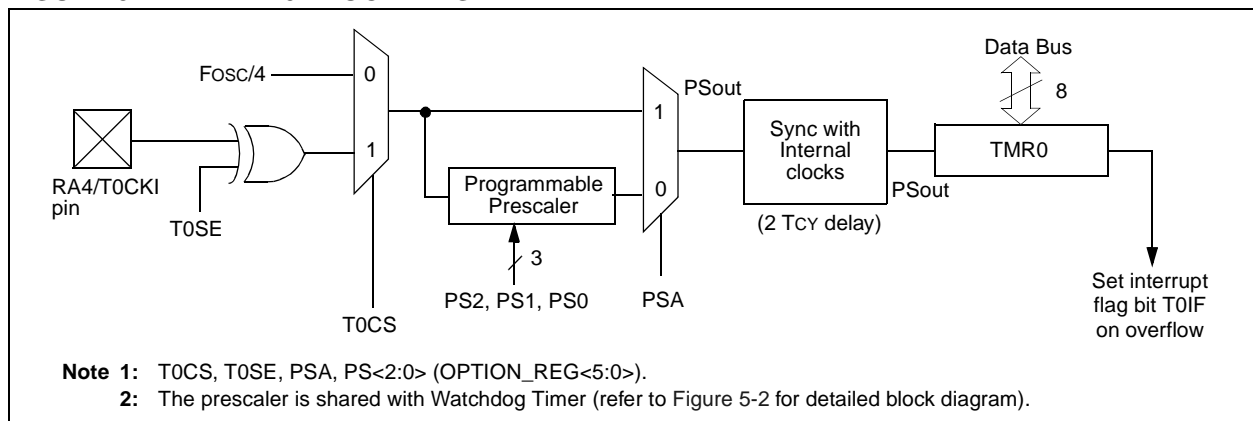 Data Bus
FOSC/4
0
8
PSout
1
1
Sync with
Internal
clocks
TMR0
RA4/T0CKI
pin
Programmable
Prescaler
0
PSout
T0SE
(2 TCY delay)
3
PS2, PS1, PS0
PSA
T0CS
Set interrupt
flag bit T0IF
on overflow
Note 1: T0CS, T0SE, PSA, PS<2:0> (OPTION_REG<5:0>).
2: The prescaler is shared with Watchdog Timer (refer to Figure 5-2 for detailed block diagram).